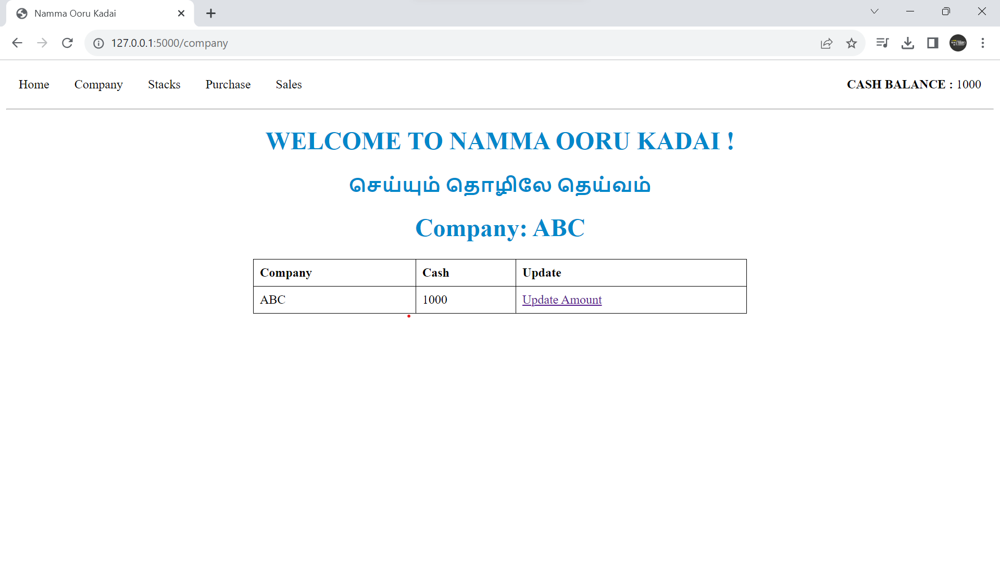 Namma Ooru Kadai
127.0.0.1:5000/company
Home Company Stacks Purchase Sales CASH BALANCE : 1000
WELCOME TO NAMMA OORU KADAI !
செய்யும் தொழிலே தெய்வம்
Company: ABC
Company Cash Update
ABC 1000 Update Amount